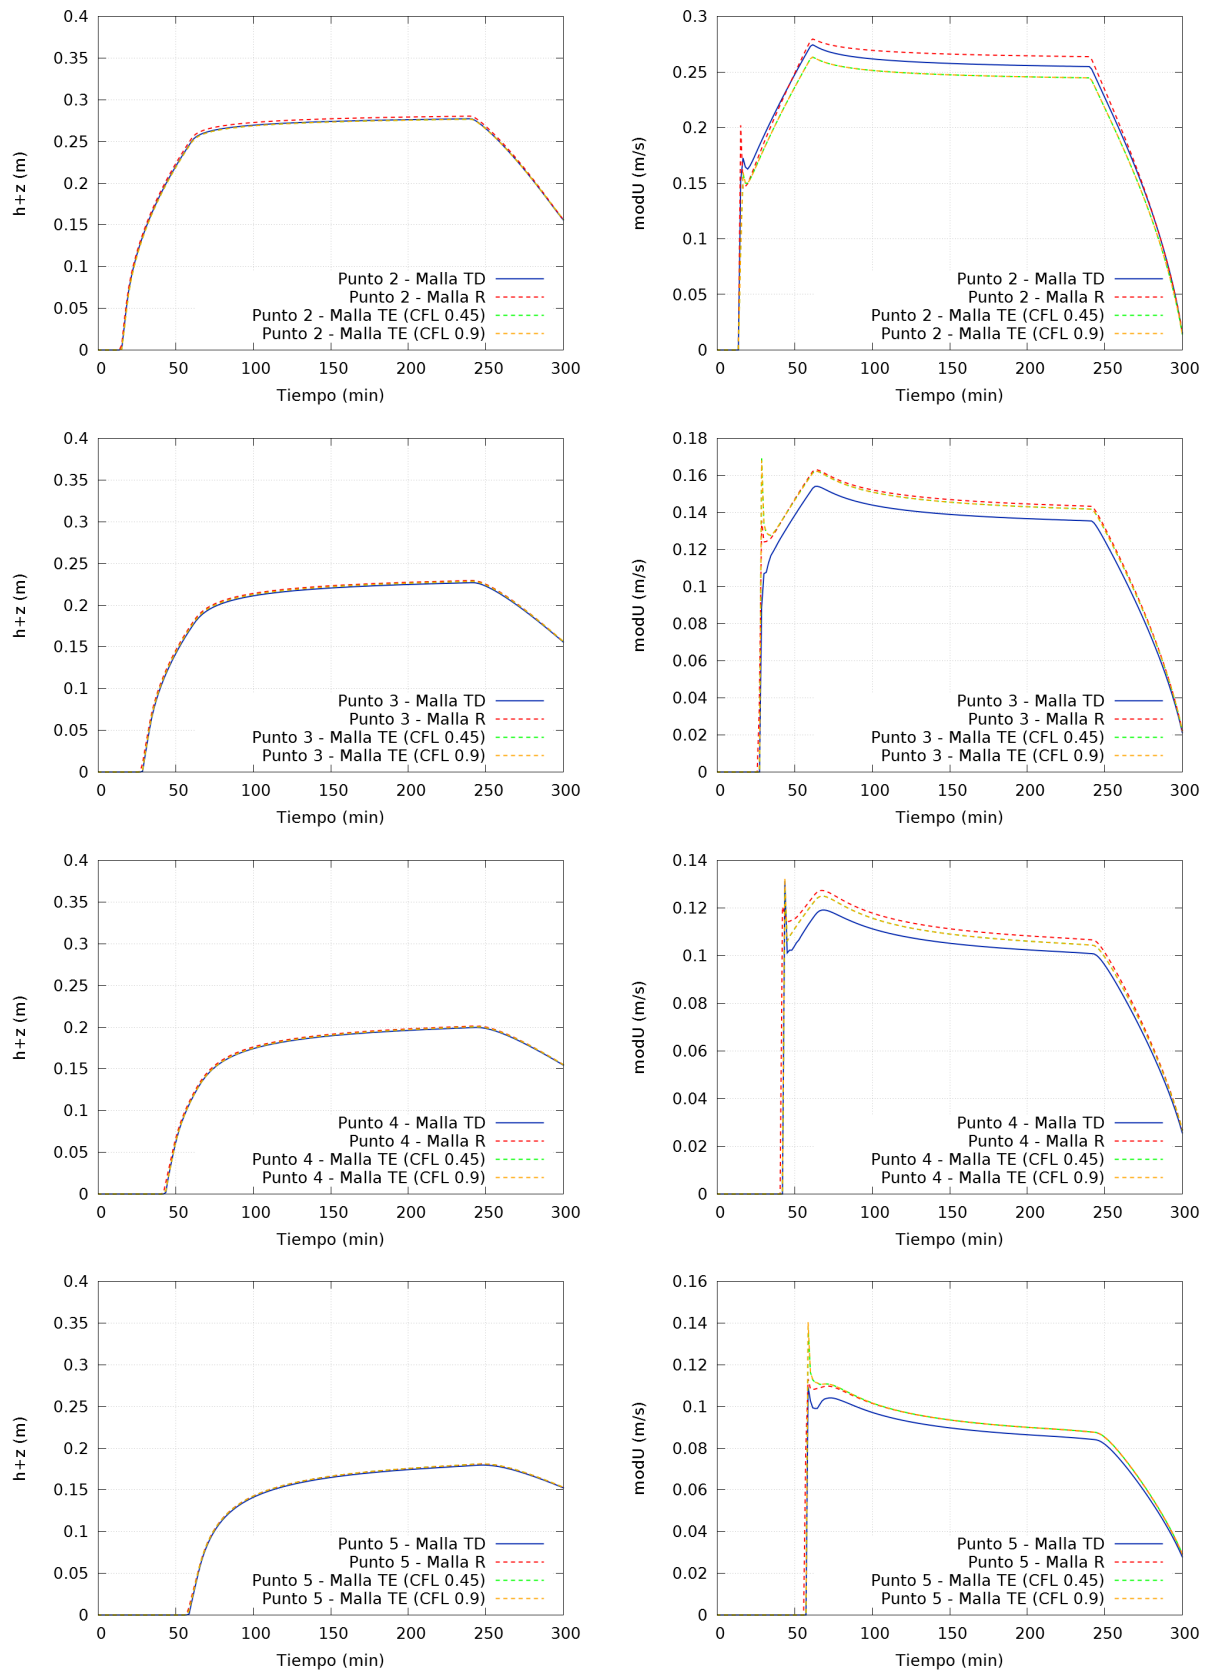 0.4
0.35
0.3
0.25
0.2
0.15
0.1
0.05
0
h+z (m)
Punto 2 - Malla TD
Punto 2 - Malla R
Punto 2 - Malla TE (CFL 0.45)
Punto 2 - Malla TE (CFL 0.9)
0 50 100 150 200 250 300
Tiempo (min)
0.3
0.25
0.2
0.15
0.1
0.05
0
modU (m/s)
Punto 2 - Malla TD
Punto 2 - Malla R
Punto 2 - Malla TE (CFL 0.45)
Punto 2 - Malla TE (CFL 0.9)
0 50 100 150 200 250 300
Tiempo (min)
0.4
0.35
0.3
0.25
0.2
0.15
0.1
0.05
0
h+z (m)
Punto 3 - Malla TD
Punto 3 - Malla R
Punto 3 - Malla TE (CFL 0.45)
Punto 3 - Malla TE (CFL 0.9)
0 50 100 150 200 250 300
Tiempo (min)
0.18
0.16
0.14
0.12
0.1
0.08
0.06
0.04
0.02
0
modU (m/s)
Punto 3 - Malla TD
Punto 3 - Malla R
Punto 3 - Malla TE (CFL 0.45)
Punto 3 - Malla TE (CFL 0.9)
0 50 100 150 200 250 300
Tiempo (min)
0.4
0.35
0.3
0.25
0.2
0.15
0.1
0.05
0
h+z (m)
Punto 4 - Malla TD
Punto 4 - Malla R
Punto 4 - Malla TE (CFL 0.45)
Punto 4 - Malla TE (CFL 0.9)
0 50 100 150 200 250 300
Tiempo (min)
0.14
0.12
0.1
0.08
0.06
0.04
0.02
0
modU (m/s)
Punto 4 - Malla TD
Punto 4 - Malla R
Punto 4 - Malla TE (CFL 0.45)
Punto 4 - Malla TE (CFL 0.9)
0 50 100 150 200 250 300
Tiempo (min)
0.4
0.35
0.3
0.25
0.2
0.15
0.1
0.05
0
h+z (m)
Punto 5 - Malla TD
Punto 5 - Malla R
Punto 5 - Malla TE (CFL 0.45)
Punto 5 - Malla TE (CFL 0.9)
0 50 100 150 200 250 300
Tiempo (min)
0.16
0.14
0.12
0.1
0.08
0.06
0.04
0.02
0
modU (m/s)
Punto 5 - Malla TD
Punto 5 - Malla R
Punto 5 - Malla TE (CFL 0.45)
Punto 5 - Malla TE (CFL 0.9)
0 50 100 150 200 250 300
Tiempo (min)